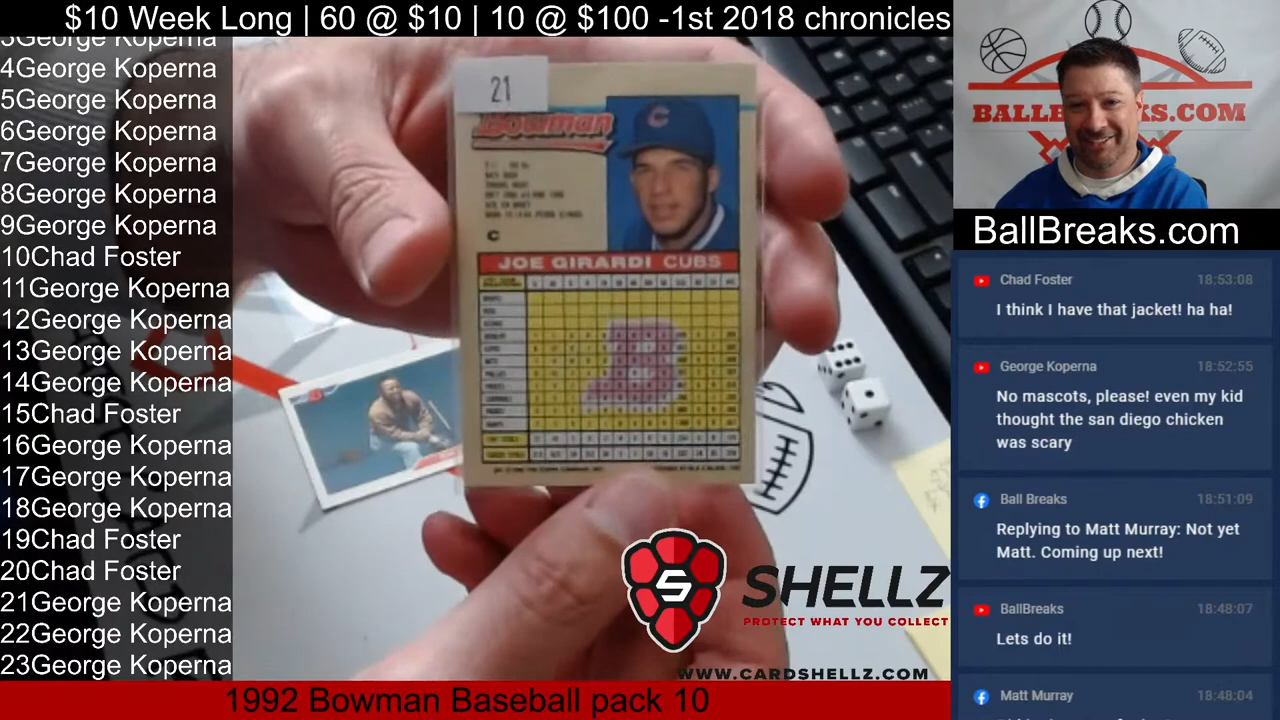 $10 Week Long | 60 @ $10 | 10 @ $100 -1st 2018 chronicles
3George Koperna
4George Koperna
5George Koperna
6George Koperna
7George Koperna
8George Koperna
9George Koperna
10Chad Foster
11George Koperna
12George Koperna
13George Koperna
14George Koperna
15Chad Foster
16George Koperna
17George Koperna
18George Koperna
19Chad Foster
20Chad Foster
21George Koperna
22George Koperna
23George Koperna
21
Bowman
C
C
JOE GIRARDI CUBS
B
S SHELLZ
PROTECT WHAT YOU COLLECT
WWW.CARDSHELLZ.COM
1992 Bowman Baseball pack 10
BALLBREAKS.COM
BallBreaks.com
Chad Foster 18:53:08
I think I have that jacket! ha ha!
George Koperna 18:52:55
No mascots, please! even my kid
thought the san diego chicken
was scary
Ball Breaks 18:51:09
Replying to Matt Murray: Not yet
Matt. Coming up next!
BallBreaks 18:48:07
Lets do it!
Matt Murray 18:48:04